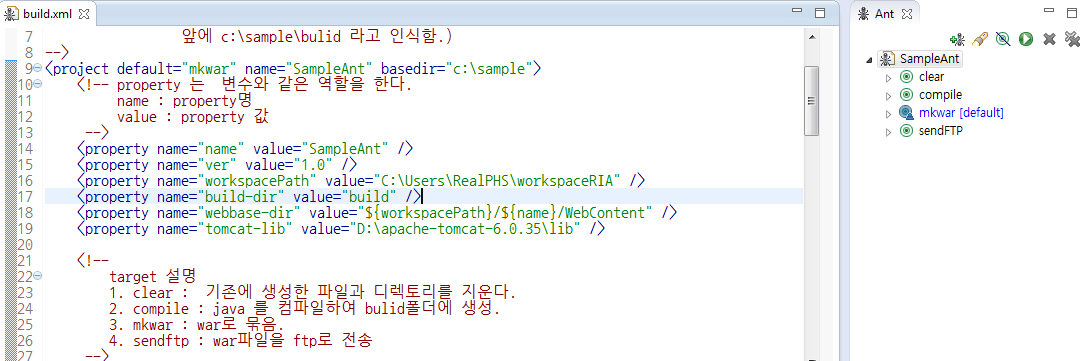 build.xml
7 앞에 c:\sample\bulid 라고 인식함.)
8 -->
9 <project default="mkwar" name="SampleAnt" basedir="c:\sample">
10 <!-- property 는 변수와 같은 역할을 한다.
11 name : property명
12 value : property 값
13 -->
14 <property name="name" value="SampleAnt" />
15 <property name="ver" value="1.0" />
16 <property name="workspacePath" value="C:\Users\RealPHS\workspaceRIA" />
17 <property name="build-dir" value="build" />
18 <property name="webbase-dir" value="${workspacePath}/${name}/WebContent" />
19 <property name="tomcat-lib" value="D:\apache-tomcat-6.0.35\lib" />
20
21 <!--
22 target 설명
23 1. clear : 기존에 생성한 파일과 디렉토리를 지운다.
24 2. compile : java 를 컴파일하여 bulid폴더에 생성.
25 3. mkwar : war로 묶음.
26 4. sendftp : war파일을 ftp로 전송
27 -->
Ant
SampleAnt
clear
compile
mkwar [default]
sendFTP